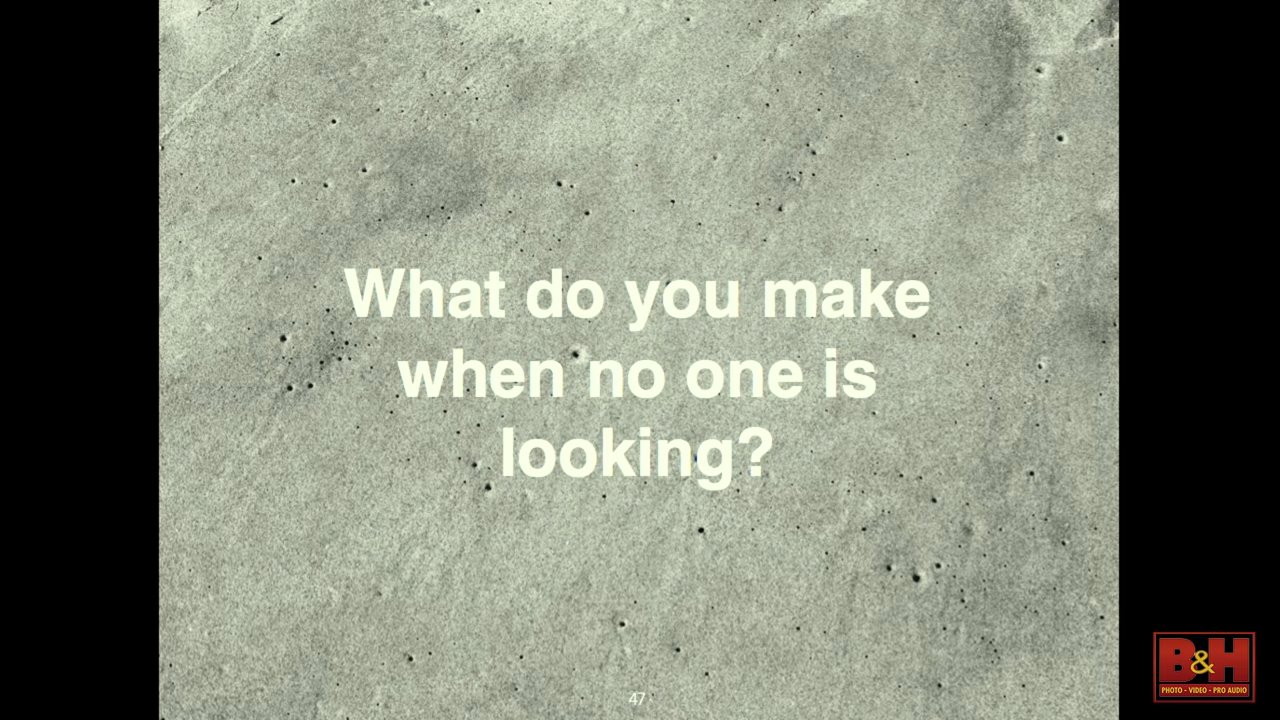 What do you make
when no one is
looking?
47
B&H
PHOTO - VIDEO - PRO AUDIO